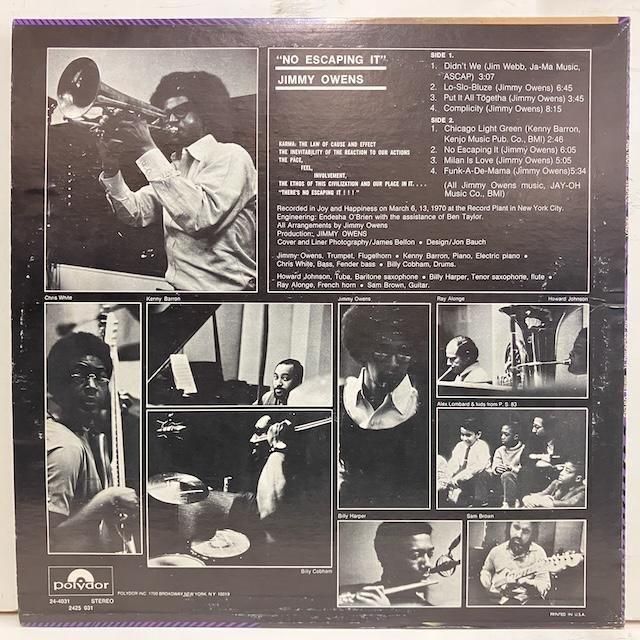 "NO ESCAPING IT"
JIMMY OWENS
KARMA: THE LAW OF CAUSE AND EFFECT
THE INEVITABILITY OF THE REACTION TO OUR ACTIONS
THE PACE,
FEEL,
INVOLVEMENT,
THE ETHOS OF THIS CIVILIZATION AND OUR PLACE IN IT. . . .
"THERE'S NO ESCAPING IT ! ! ! "
Recorded in Joy and Happiness on March 6, 13, 1970 at the Record Plant in New York City.
Engineering: Endesha O'Brien with the assistance of Ben Taylor.
All Arrangements by Jimmy Owens
Production: JIMMY OWENS
Cover and Liner Photography/James Bellon • Design/Jon Bauch
Jimmy Owens, Trumpet, Flugelhorn • Kenny Barron, Piano, Electric piano •
Chris White, Bass, Fender bass • Billy Cobham, Drums.
Howard Johnson, Tuba, Baritone saxophone • Billy Harper, Tenor saxophone, flute •
Ray Alonge, French horn • Sam Brown, Guitar.
SIDE 1.
1. Didn't We (Jim Webb, Ja-Ma Music,
ASCAP) 3:07
2. Lo-Slo-Bluze (Jimmy Owens) 6:45
3. Put It All Togetha (Jimmy Owens) 3:45
4. Complicity (Jimmy Owens) 8:15
SIDE 2.
1. Chicago Light Green (Kenny Barron,
Kenjo Music Pub. Co., BMI) 2:46
2. No Escaping It (Jimmy Owens) 6:05
3. Milan Is Love (Jimmy Owens) 5:05
4. Funk-A-De-Mama (Jimmy Owens)5:34
(All Jimmy Owens music, JAY-OH
Music Co., BMI)
Chris White
Kenny Barron
Jimmy Owens
Ray Alonge
Howard Johnson
Alex Lombard & kids from P. S. 83
Billy Harper
Sam Brown
Billy Cobham
polydor
24-4031 STEREO
2425 031
POLYDOR INC 1700 BROADWAY NEW YORK, N Y 10019
PRINTED IN U.S.A.